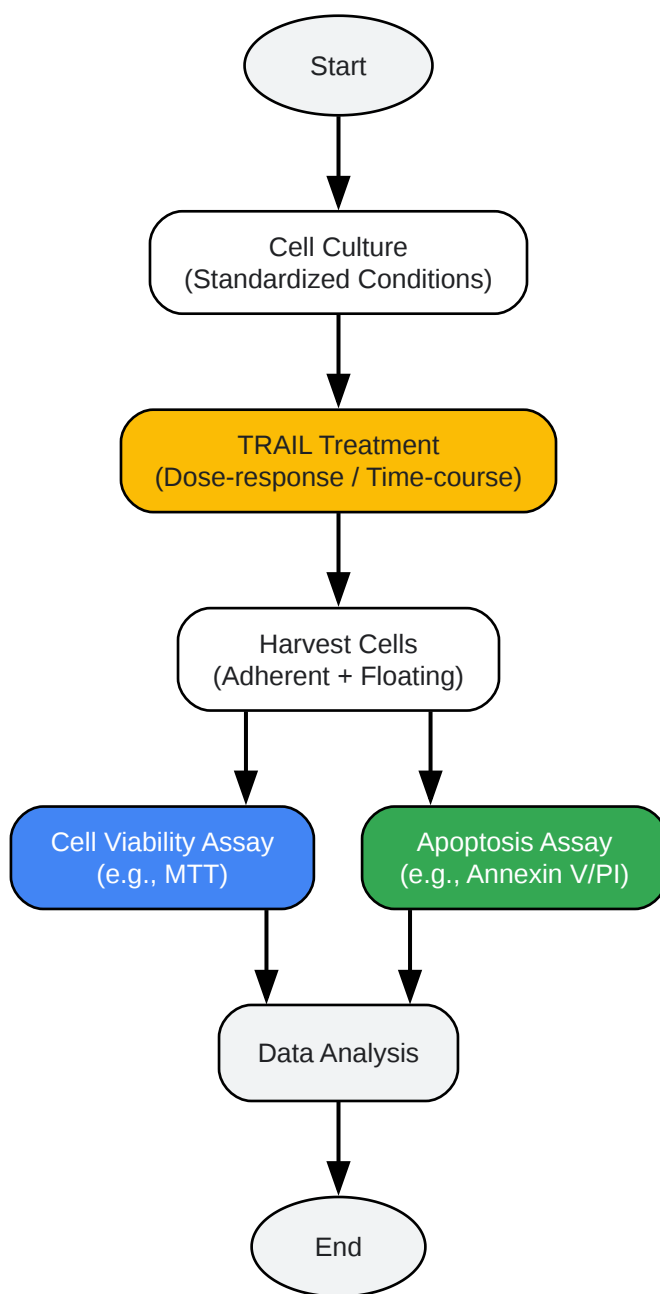 Start
Cell Culture
(Standardized Conditions)
TRAIL Treatment
(Dose-response / Time-course)
Harvest Cells
(Adherent + Floating)
Cell Viability Assay
(e.g., MTT)
Apoptosis Assay
(e.g., Annexin V/PI)
Data Analysis
End